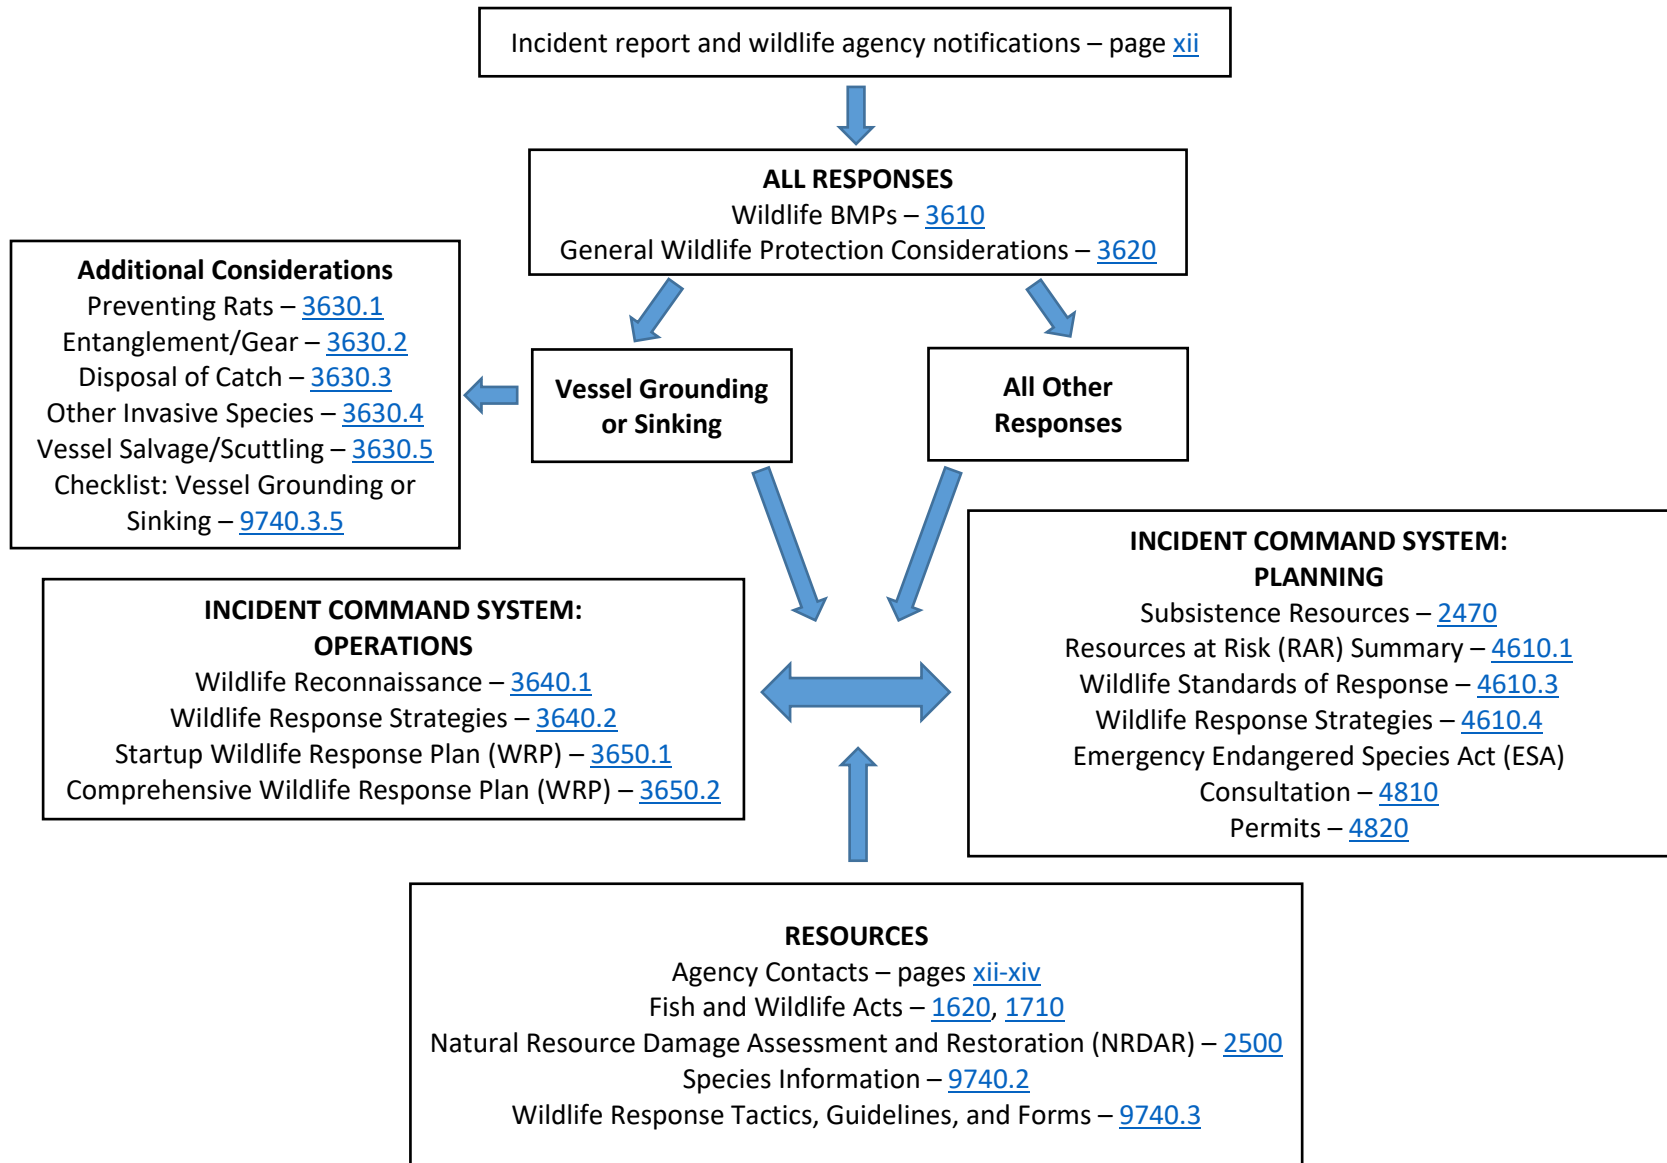 Incident report and wildlife agency notifications – page xii
ALL RESPONSES
Wildlife BMPs – 3610
General Wildlife Protection Considerations – 3620
Additional Considerations
Preventing Rats – 3630.1
Entanglement/Gear – 3630.2
Disposal of Catch – 3630.3
Other Invasive Species – 3630.4
Vessel Salvage/Scuttling – 3630.5
Checklist: Vessel Grounding or
Sinking – 9740.3.5
Vessel Grounding
or Sinking
All Other
Responses
INCIDENT COMMAND SYSTEM:
OPERATIONS
Wildlife Reconnaissance – 3640.1
Wildlife Response Strategies – 3640.2
Startup Wildlife Response Plan (WRP) – 3650.1
Comprehensive Wildlife Response Plan (WRP) – 3650.2
INCIDENT COMMAND SYSTEM:
PLANNING
Subsistence Resources – 2470
Resources at Risk (RAR) Summary – 4610.1
Wildlife Standards of Response – 4610.3
Wildlife Response Strategies – 4610.4
Emergency Endangered Species Act (ESA)
Consultation – 4810
Permits – 4820
RESOURCES
Agency Contacts – pages xii-xiv
Fish and Wildlife Acts – 1620, 1710
Natural Resource Damage Assessment and Restoration (NRDAR) – 2500
Species Information – 9740.2
Wildlife Response Tactics, Guidelines, and Forms – 9740.3